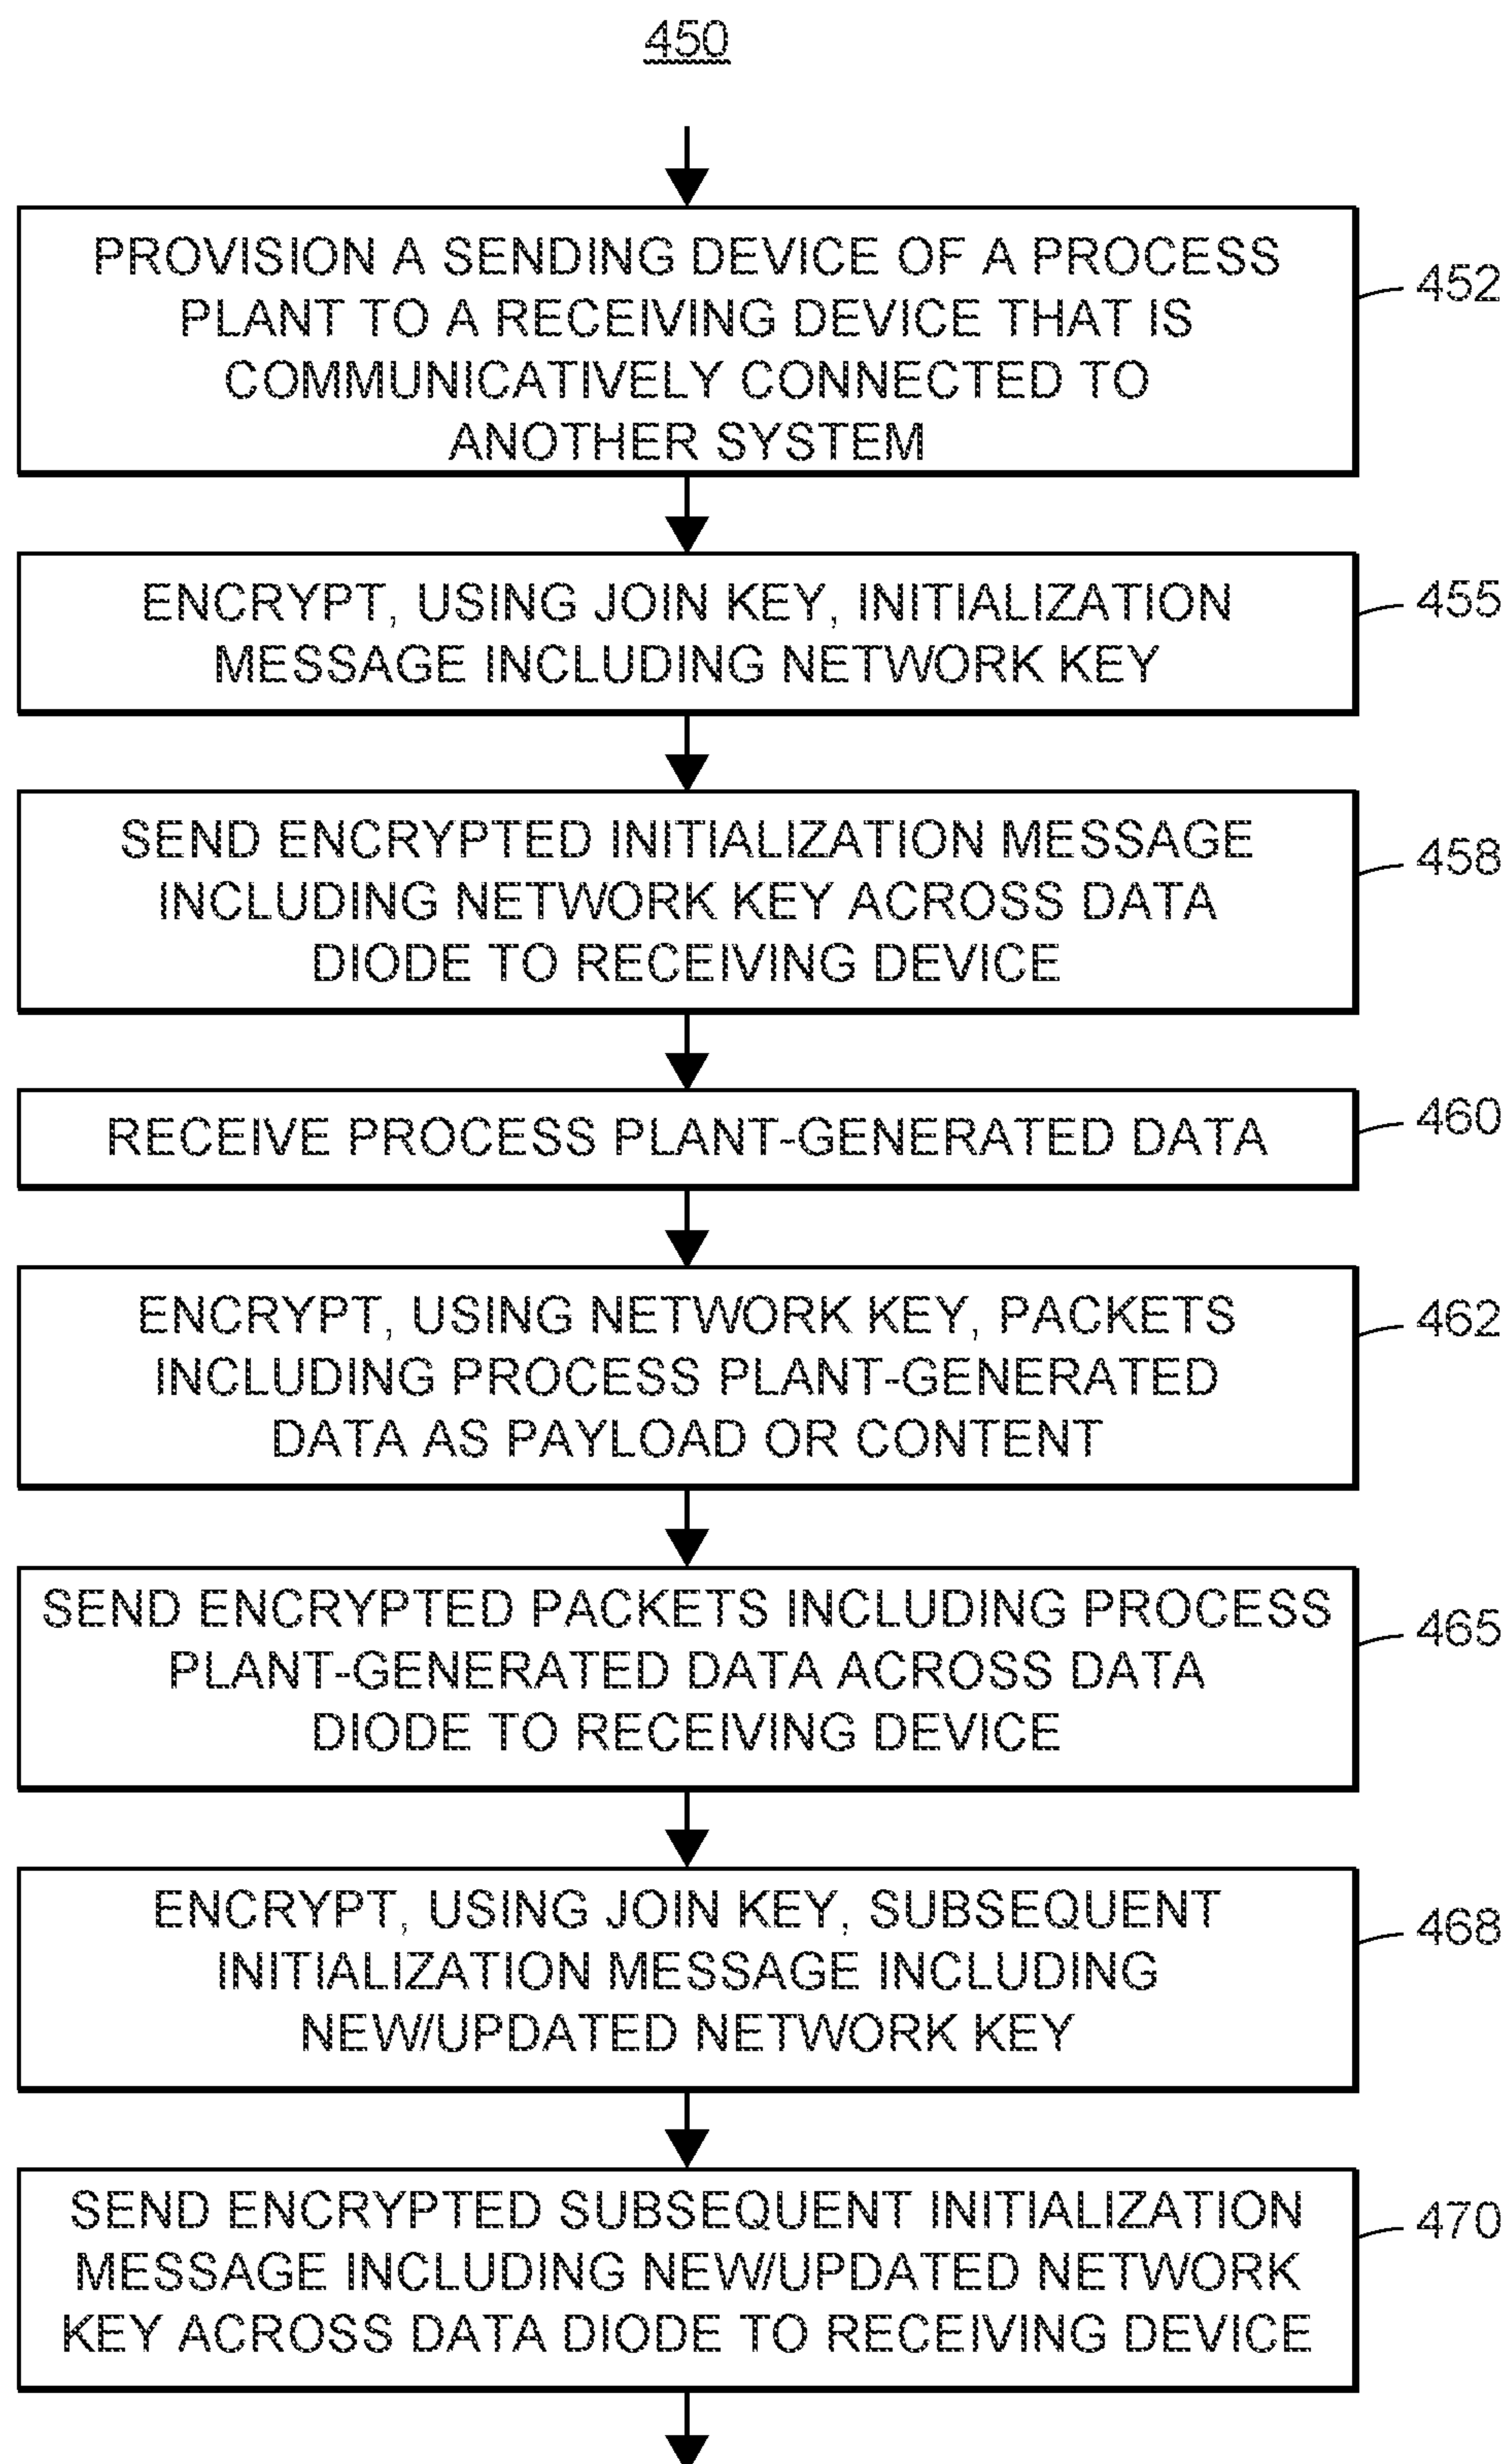 450
PROVISION A SENDING DEVICE OF A PROCESS
PLANT TO A RECEIVING DEVICE THAT IS
COMMUNICATIVELY CONNECTED TO
ANOTHER SYSTEM
452
ENCRYPT, USING JOIN KEY, INITIALIZATION
MESSAGE INCLUDING NETWORK KEY
455
SEND ENCRYPTED INITIALIZATION MESSAGE
INCLUDING NETWORK KEY ACROSS DATA
DIODE TO RECEIVING DEVICE
458
RECEIVE PROCESS PLANT-GENERATED DATA
460
ENCRYPT, USING NETWORK KEY, PACKETS
INCLUDING PROCESS PLANT-GENERATED
DATA AS PAYLOAD OR CONTENT
462
SEND ENCRYPTED PACKETS INCLUDING PROCESS
PLANT-GENERATED DATA ACROSS DATA
DIODE TO RECEIVING DEVICE
465
ENCRYPT, USING JOIN KEY, SUBSEQUENT
INITIALIZATION MESSAGE INCLUDING
NEW/UPDATED NETWORK KEY
468
SEND ENCRYPTED SUBSEQUENT INITIALIZATION
MESSAGE INCLUDING NEW/UPDATED NETWORK
KEY ACROSS DATA DIODE TO RECEIVING DEVICE
470